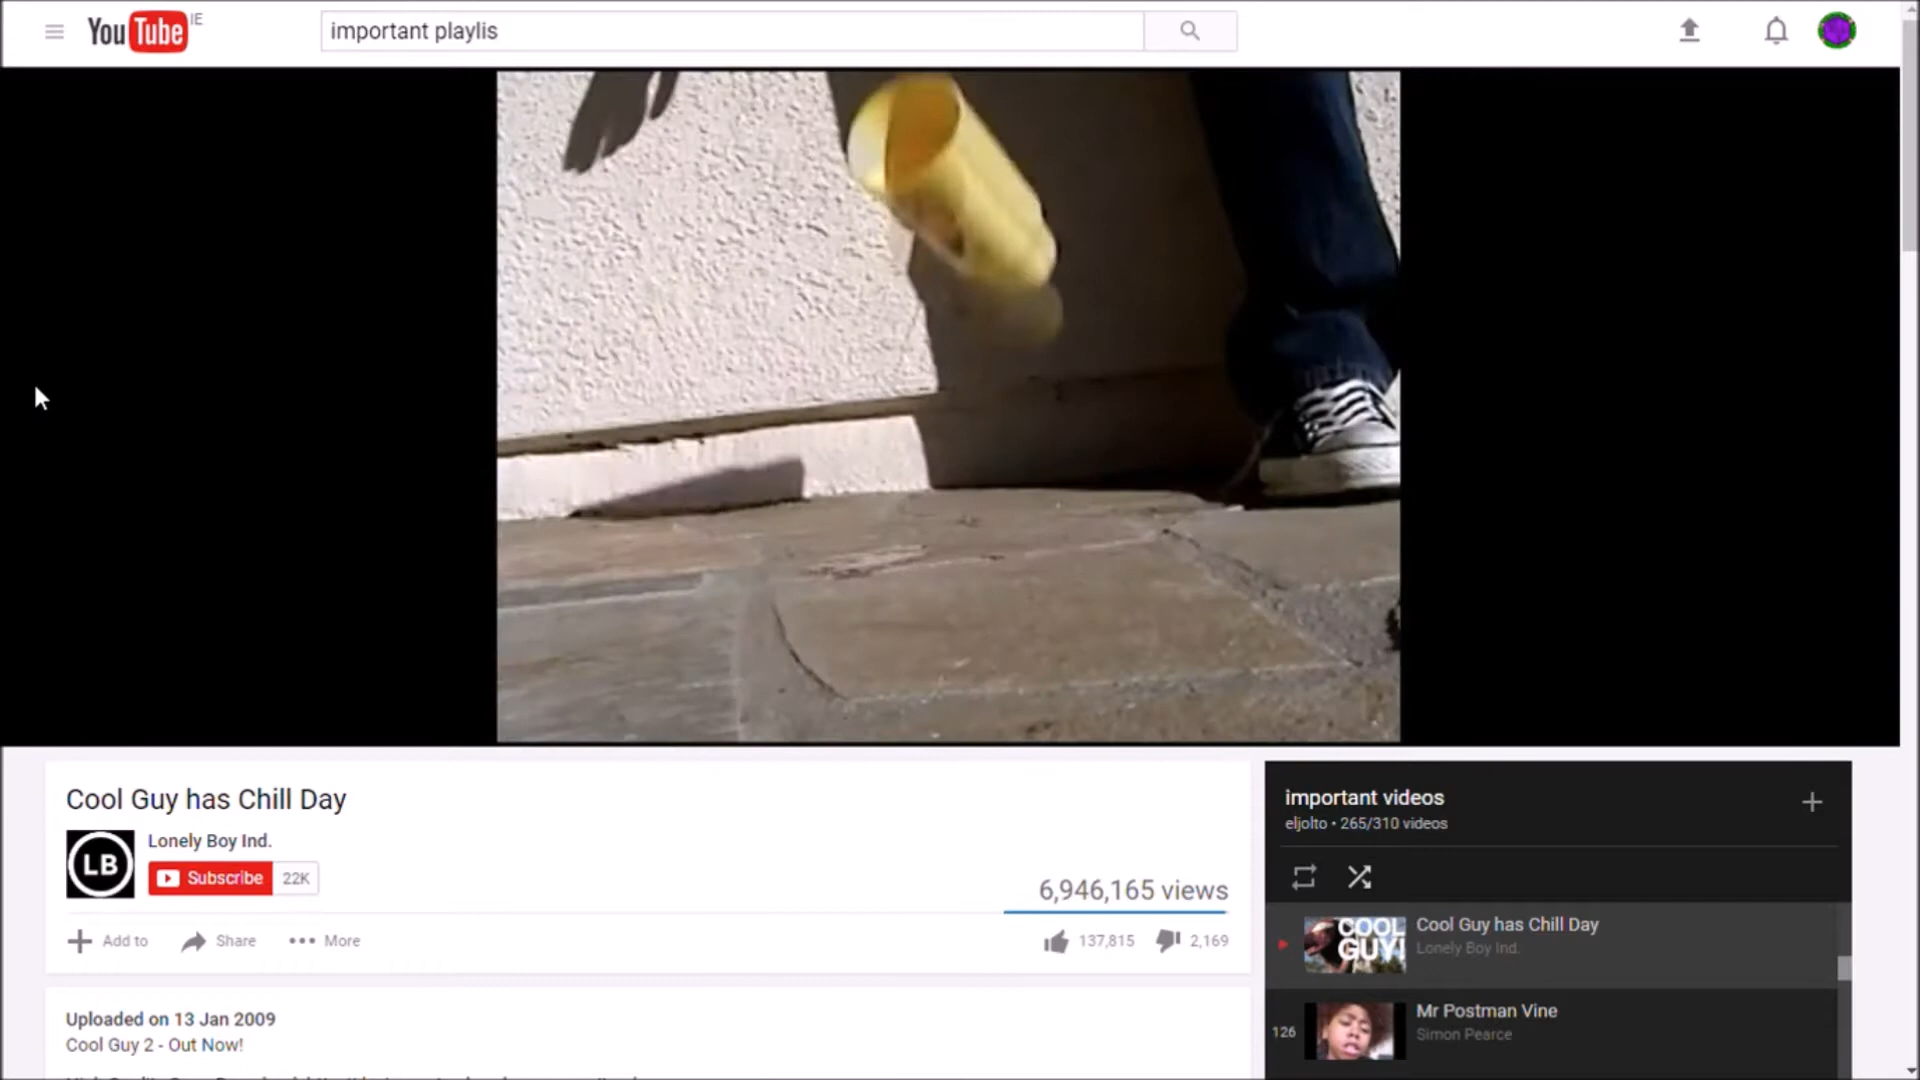 YouTube IE
important playlis
Cool Guy has Chill Day
LB
Lonely Boy Ind.
Subscribe 22K
6,946,165 views
Add to Share More
137,815 2,169
Uploaded on 13 Jan 2009
Cool Guy 2 - Out Now!
important videos
eljolto • 265/310 videos
COOL
GUY!
Cool Guy has Chill Day
Lonely Boy Ind.
126
Mr Postman Vine
Simon Pearce